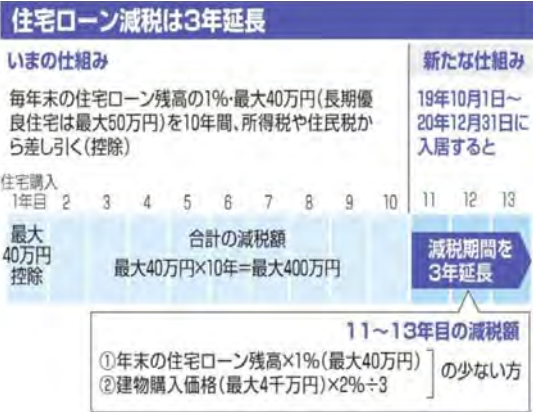 住宅ローン減税は3年延長
いまの仕組み
毎年末の住宅ローン残高の1%・最大40万円(長期優
良住宅は最大50万円)を10年間、所得税や住民税か
ら差し引く(控除)
新たな仕組み
19年10月1日~
20年12月31日に
入居すると
住宅購入
1年目 2 3 4 5 6 7 8 9 10 11 12 13
最大
40万円
控除
合計の減税額
最大40万円×10年=最大400万円
減税期間を
3年延長
11~13年目の減税額
①年末の住宅ローン残高×1%(最大40万円)
②建物購入価格(最大4千万円)×2%÷3
の少ない方